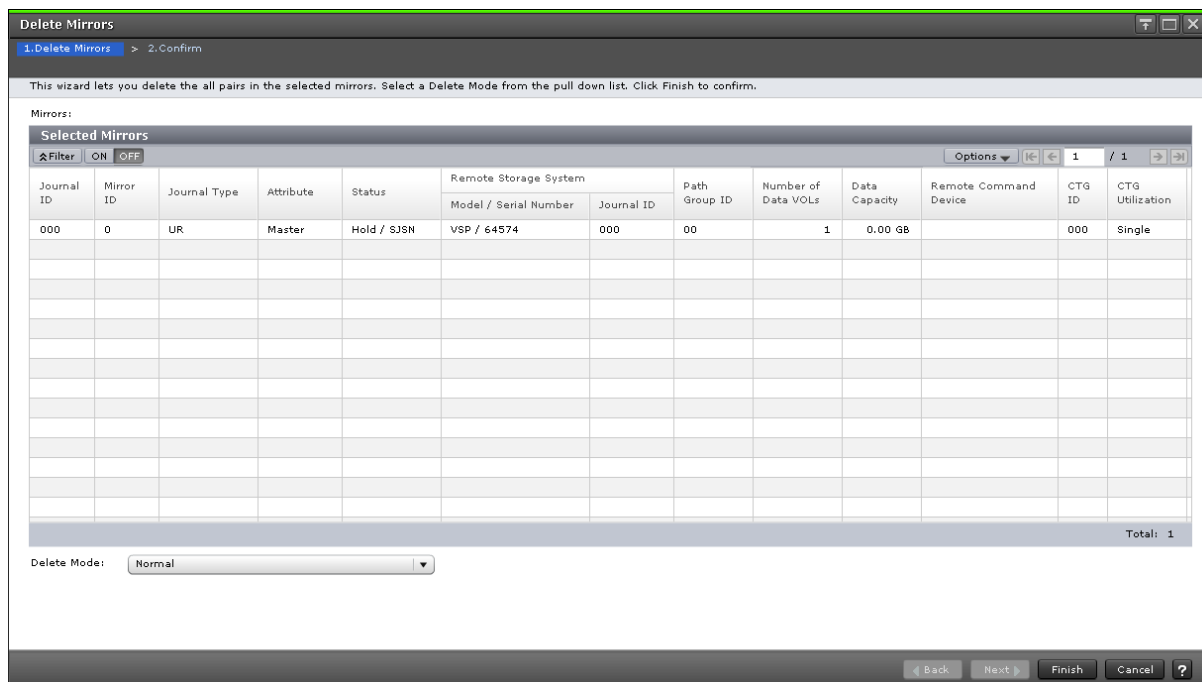 Delete Mirrors
1.Delete Mirrors > 2.Confirm
This wizard lets you delete the all pairs in the selected mirrors. Select a Delete Mode from the pull down list. Click Finish to confirm.
Mirrors:
Selected Mirrors
Filter ON OFF Options 1 / 1
Journal ID Mirror ID Journal Type Attribute Status Remote Storage System Model / Serial Number Journal ID Path Group ID Number of Data VOLs Data Capacity Remote Command Device CTG ID CTG Utilization
000 0 UR Master Hold / SJSN VSP / 64574 000 00 1 0.00 GB 000 Single
Total: 1
Delete Mode: Normal
Back Next Finish Cancel ?